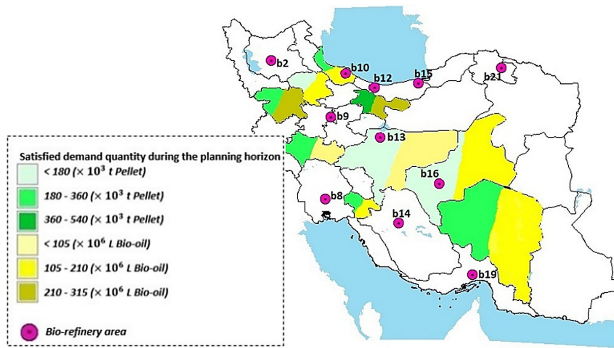 b2
b10
b12
b15
b21
b9
b13
b16
b8
b14
b19
Satisfied demand quantity during the planning horizon
< 180 (× 10³ t Pellet)
180 - 360 (× 10³ t Pellet)
360 - 540 (× 10³ t Pellet)
< 105 (× 10⁶ L Bio-oil)
105 - 210 (× 10⁶ L Bio-oil)
210 - 315 (× 10⁶ L Bio-oil)
Bio-refinery area